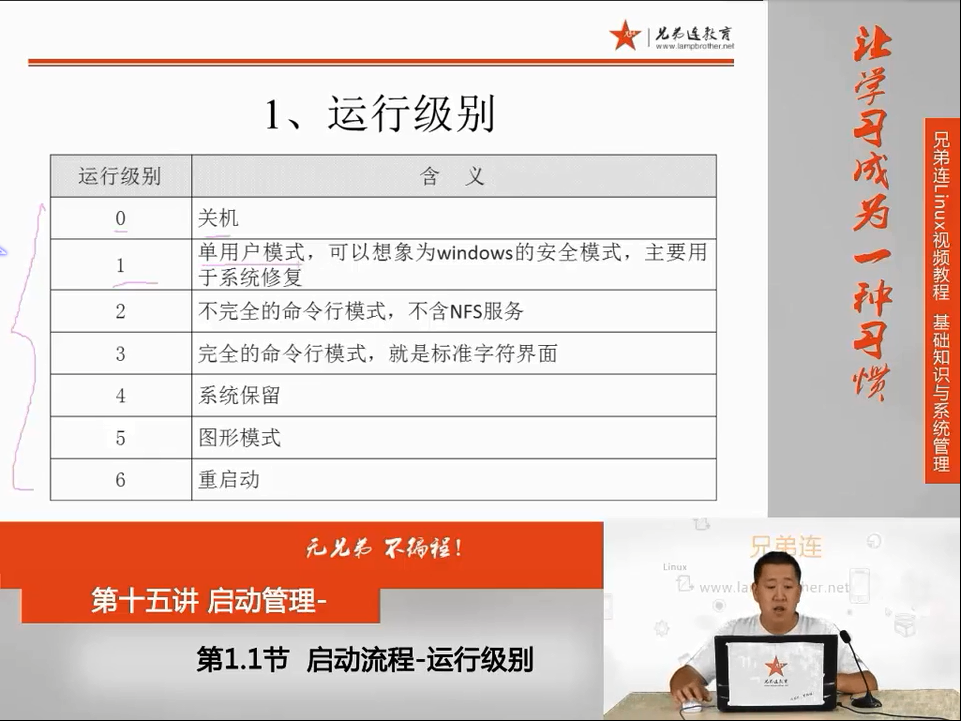 兄弟连教育
www.lampbrother.net
1、运行级别
运行级别 含 义
0 关机
1 单用户模式，可以想象为windows的安全模式，主要用
于系统修复
2 不完全的命令行模式，不含NFS服务
3 完全的命令行模式，就是标准字符界面
4 系统保留
5 图形模式
6 重启动
让学习成为一种习惯
兄弟连Linux视频教程 基础知识与系统管理
无兄弟 不编程！
第十五讲 启动管理-
第1.1节 启动流程-运行级别
兄弟连
Linux
兄弟连教育